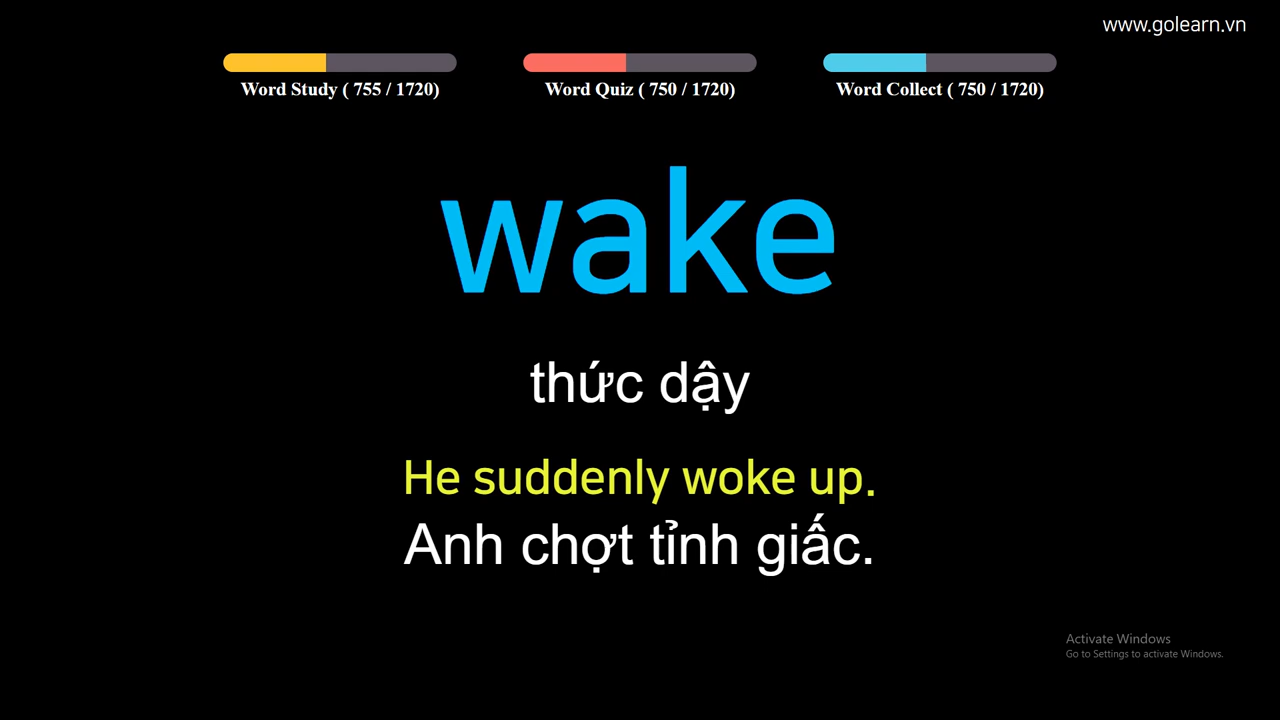 www.golearn.vn
Word Study ( 755 / 1720)
Word Quiz ( 750 / 1720)
Word Collect ( 750 / 1720)
wake
thức dậy
He suddenly woke up.
Anh chợt tỉnh giấc.
Activate Windows
Go to Settings to activate Windows.